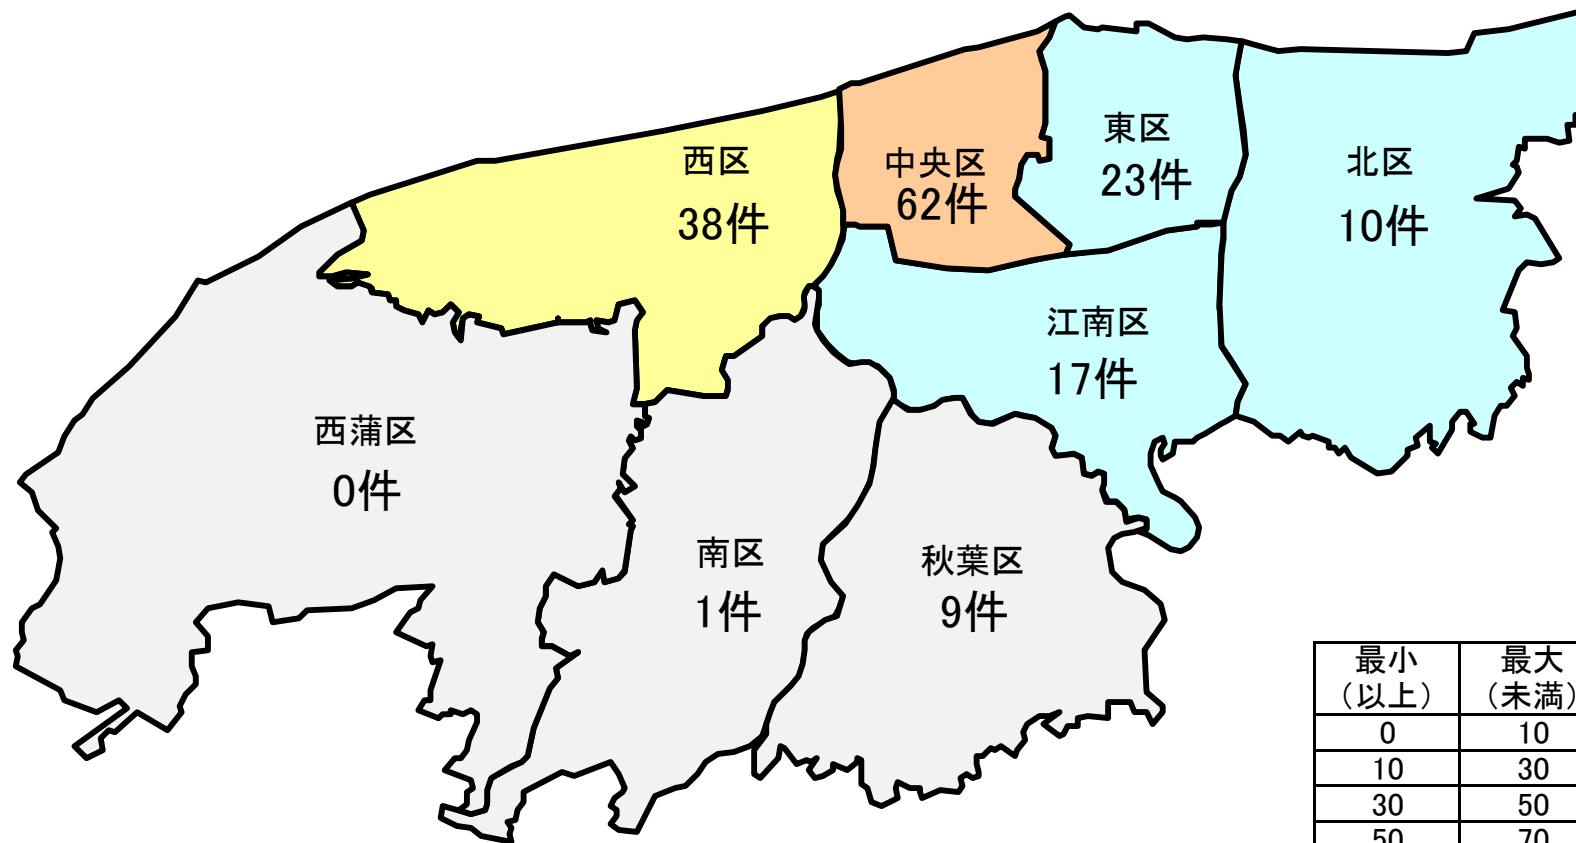 東区
23件
西区
38件
中央区
62件
北区
10件
江南区
17件
西蒲区
0件
南区
1件
秋葉区
9件
最小
(以上)
最大
(未満)
0 10
10 30
30 50
50 70